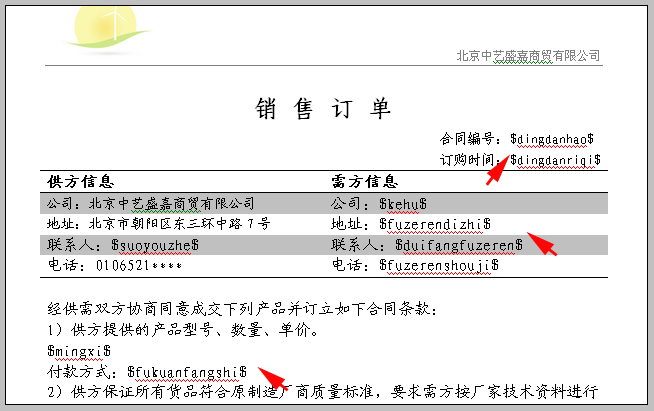 北京中艺盛嘉商贸有限公司
销 售 订 单
合同编号：$dingdanhao$
订购时间：$dingdanriqi$
供方信息 需方信息
公司：北京中艺盛嘉商贸有限公司 公司：$kehu$
地址：北京市朝阳区东三环中路 7 号 地址：$fuzerendizhi$
联系人：$suoyouzhe$ 联系人：$duifangfuzeren$
电话：0106521**** 电话：$fuzerenshouji$
经供需双方协商同意成交下列产品并订立如下合同条款：
1）供方提供的产品型号、数量、单价。
$mingxi$
付款方式：$fukuanfangshi$
2）供方保证所有货品符合原制造厂商质量标准，要求需方按厂家技术资料进行